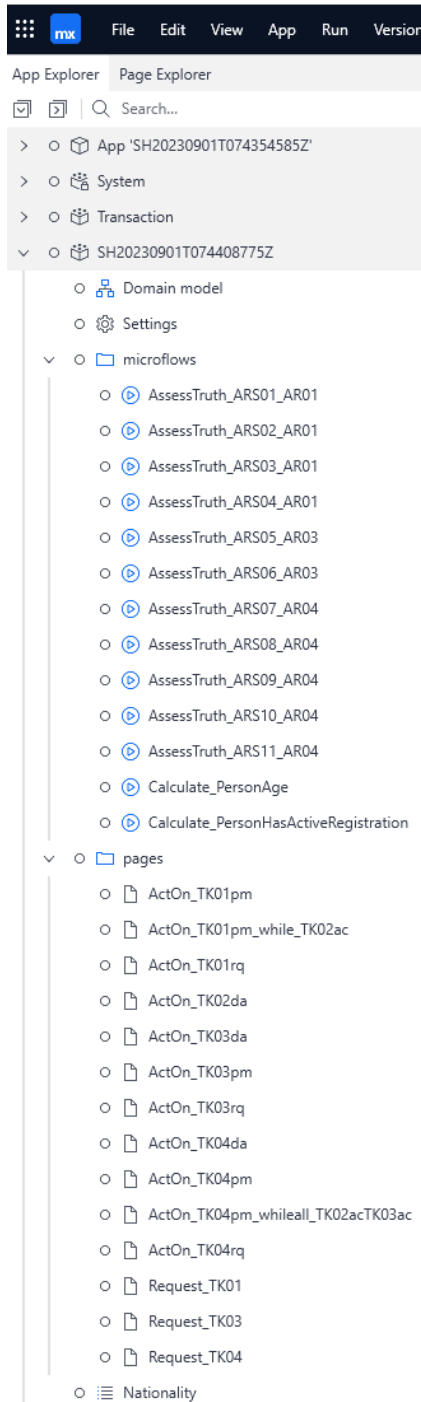 mx File Edit View App Run Version
App Explorer Page Explorer
Search...
App 'SH20230901T074354585Z'
System
Transaction
SH20230901T074408775Z
Domain model
Settings
microflows
AssessTruth_ARS01_AR01
AssessTruth_ARS02_AR01
AssessTruth_ARS03_AR01
AssessTruth_ARS04_AR01
AssessTruth_ARS05_AR03
AssessTruth_ARS06_AR03
AssessTruth_ARS07_AR04
AssessTruth_ARS08_AR04
AssessTruth_ARS09_AR04
AssessTruth_ARS10_AR04
AssessTruth_ARS11_AR04
Calculate_PersonAge
Calculate_PersonHasActiveRegistration
pages
ActOn_TK01pm
ActOn_TK01pm_while_TK02ac
ActOn_TK01rq
ActOn_TK02da
ActOn_TK03da
ActOn_TK03pm
ActOn_TK03rq
ActOn_TK04da
ActOn_TK04pm
ActOn_TK04pm_whileall_TK02acTK03ac
ActOn_TK04rq
Request_TK01
Request_TK03
Request_TK04
Nationality